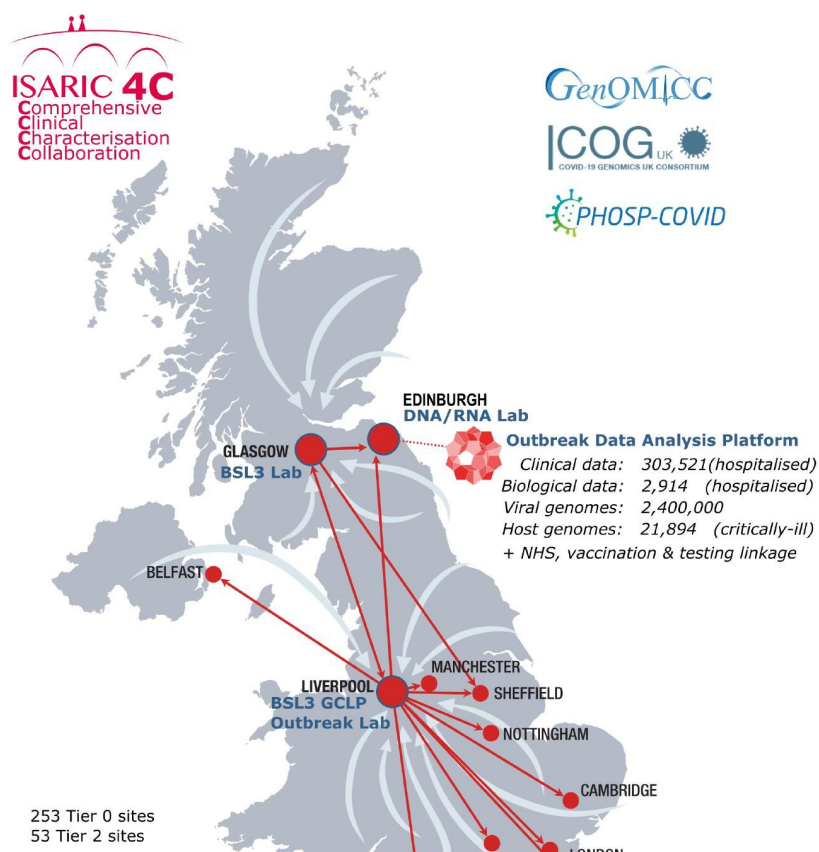 ISARIC 4C
Comprehensive
Clinical
Characterisation
Collaboration
GenOMICC
COG UK
COVID-19 GENOMICS UK CONSORTIUM
PHOSP-COVID
EDINBURGH
DNA/RNA Lab
GLASGOW
BSL3 Lab
Outbreak Data Analysis Platform
Clinical data: 303,521(hospitalised)
Biological data: 2,914 (hospitalised)
Viral genomes: 2,400,000
Host genomes: 21,894 (critically-ill)
+ NHS, vaccination & testing linkage
BELFAST
MANCHESTER
LIVERPOOL
SHEFFIELD
BSL3 GCLP
Outbreak Lab
NOTTINGHAM
CAMBRIDGE
253 Tier 0 sites
53 Tier 2 sites
LONDON